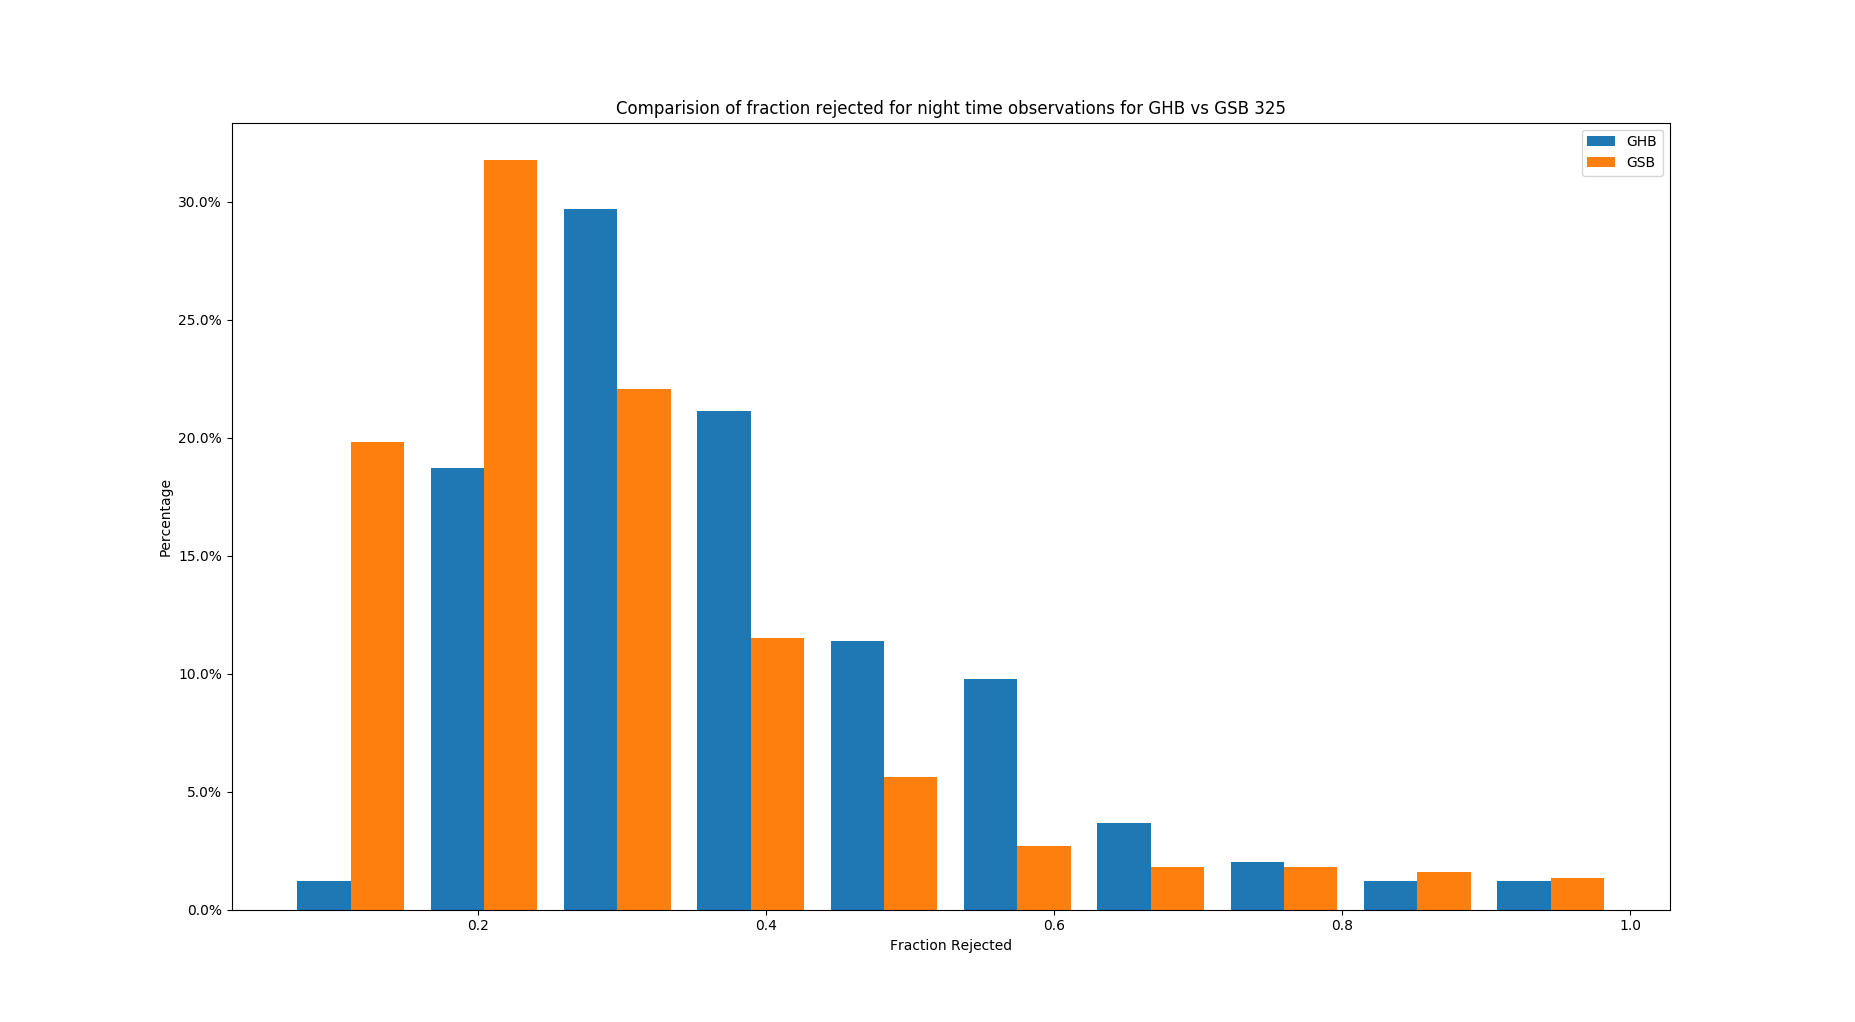 Comparision of fraction rejected for night time observations for GHB vs GSB 325
GHB
GSB
30.0%
25.0%
20.0%
15.0%
10.0%
5.0%
0.0%
Percentage
0.2 0.4 0.6 0.8 1.0
Fraction Rejected